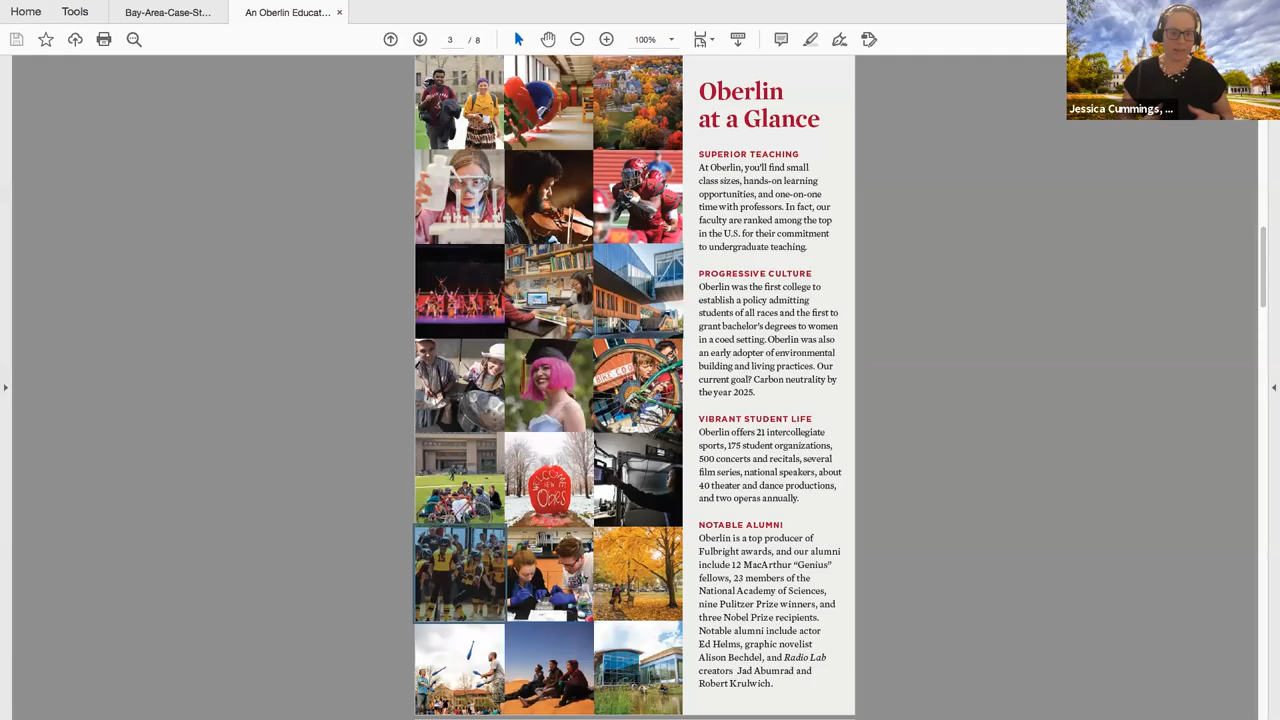 Home
Tools
Bay-Area-Case-St...
An Oberlin Educat...
3 / 8
100%
Jessica Cummings, ...
Oberlin
at a Glance
SUPERIOR TEACHING
At Oberlin, you'll find small
class sizes, hands-on learning
opportunities, and one-on-one
time with professors. In fact, our
faculty are ranked among the top
in the U.S. for their commitment
to undergraduate teaching.
PROGRESSIVE CULTURE
Oberlin was the first college to
establish a policy admitting
students of all races and the first to
grant bachelor's degrees to women
in a coed setting. Oberlin was also
an early adopter of environmental
building and living practices. Our
current goal? Carbon neutrality by
the year 2025.
VIBRANT STUDENT LIFE
Oberlin offers 21 intercollegiate
sports, 175 student organizations,
500 concerts and recitals, several
film series, national speakers, about
40 theater and dance productions,
and two operas annually.
NOTABLE ALUMNI
Oberlin is a top producer of
Fulbright awards, and our alumni
include 12 MacArthur “Genius”
fellows, 23 members of the
National Academy of Sciences,
nine Pulitzer Prize winners, and
three Nobel Prize recipients.
Notable alumni include actor
Ed Helms, graphic novelist
Alison Bechdel, and Radio Lab
creators Jad Abumrad and
Robert Krulwich.
BIKE CO
WELCOME
NEW
Obies
15